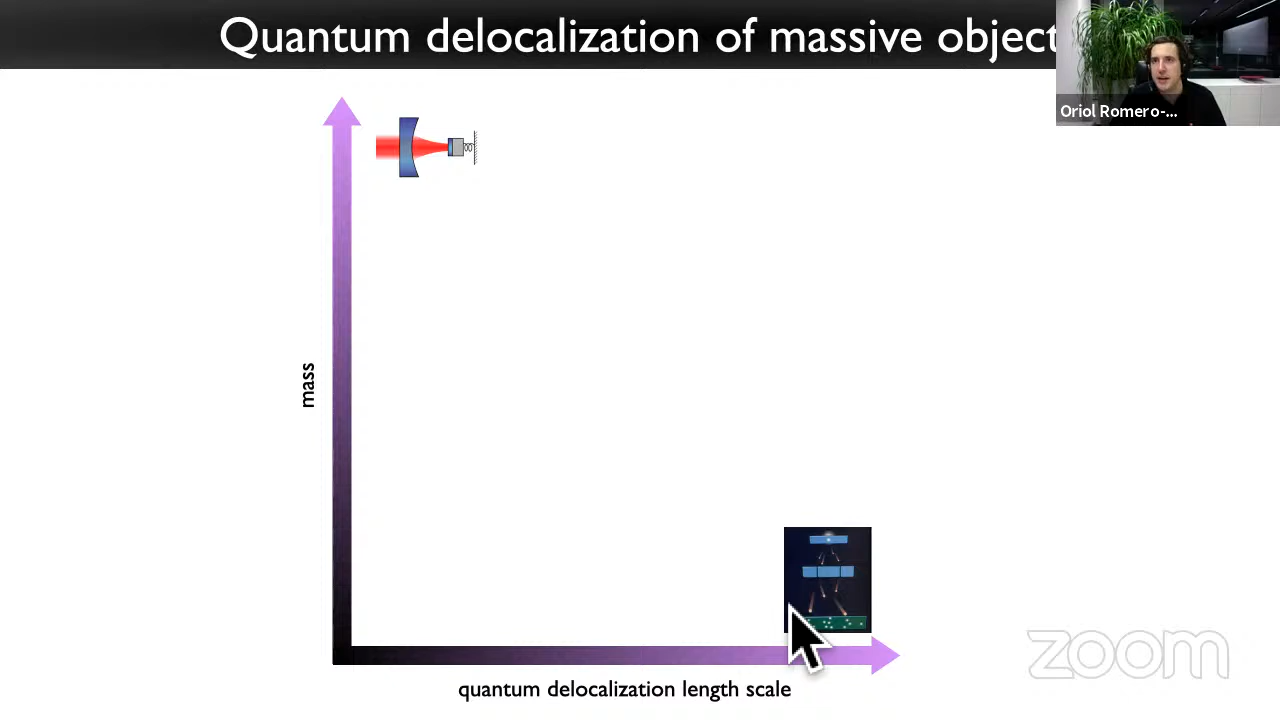 Quantum delocalization of massive object
Oriol Romero-...
mass
quantum delocalization length scale
zoom